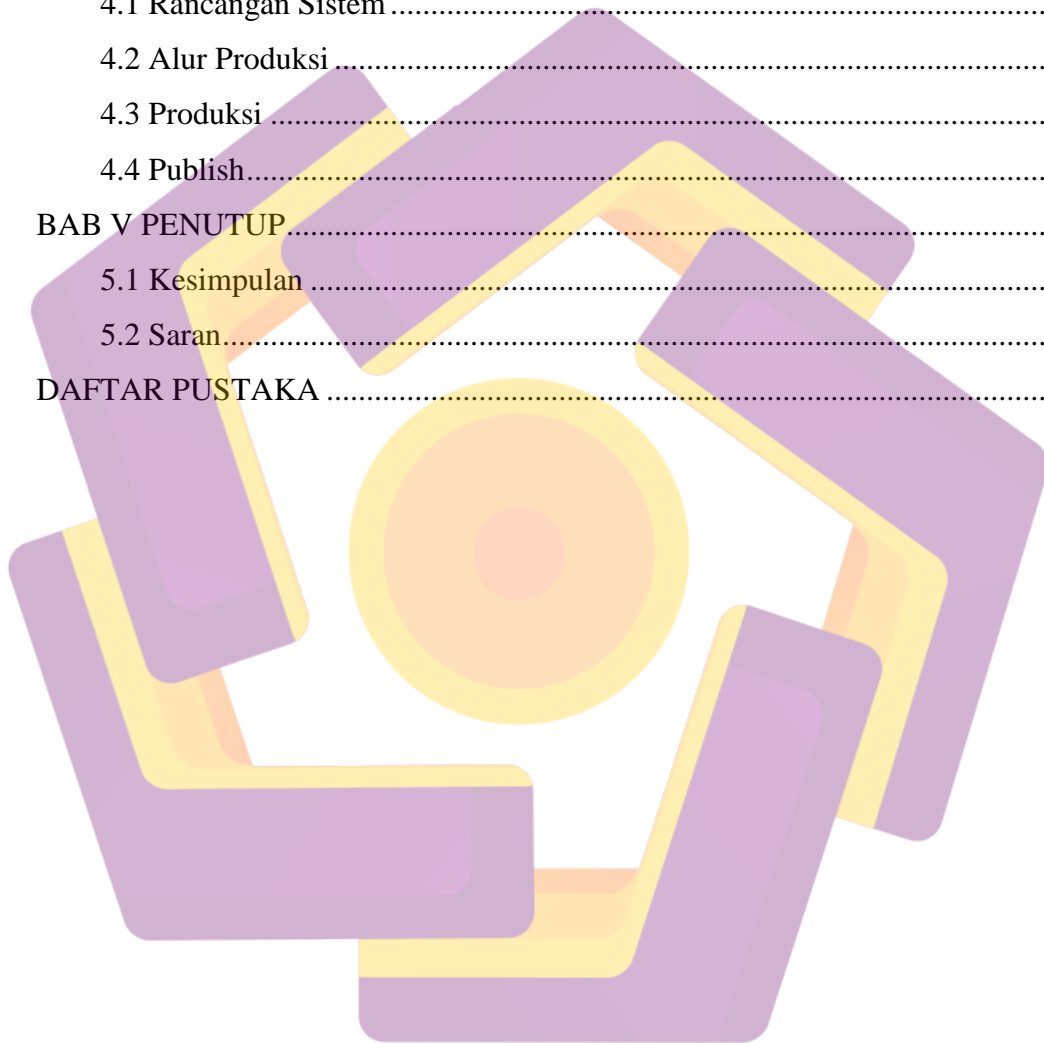 4.1 Rancangan Sistem ................................................................................
4.2 Alur Produksi ................................................................................
4.3 Produksi ................................................................................
4.4 Publish ................................................................................
BAB V PENUTUP ................................................................................
5.1 Kesimpulan ................................................................................
5.2 Saran ................................................................................
DAFTAR PUSTAKA ................................................................................